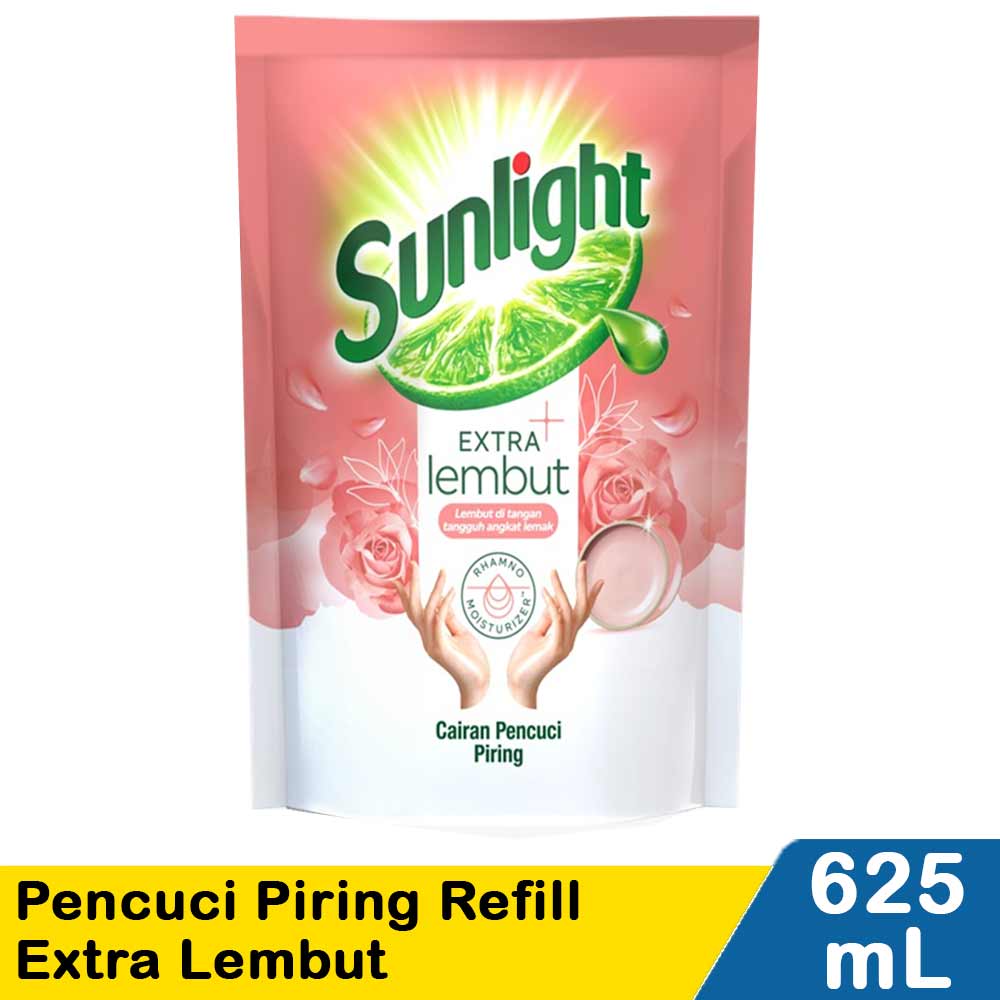 Sunlight
EXTRA
lembut
Lembut di tangan
tangguh angkat lemak
RHAMNO
MOISTURIZER™
Cairan Pencuci
Piring
Pencuci Piring Refill
Extra Lembut
625
mL